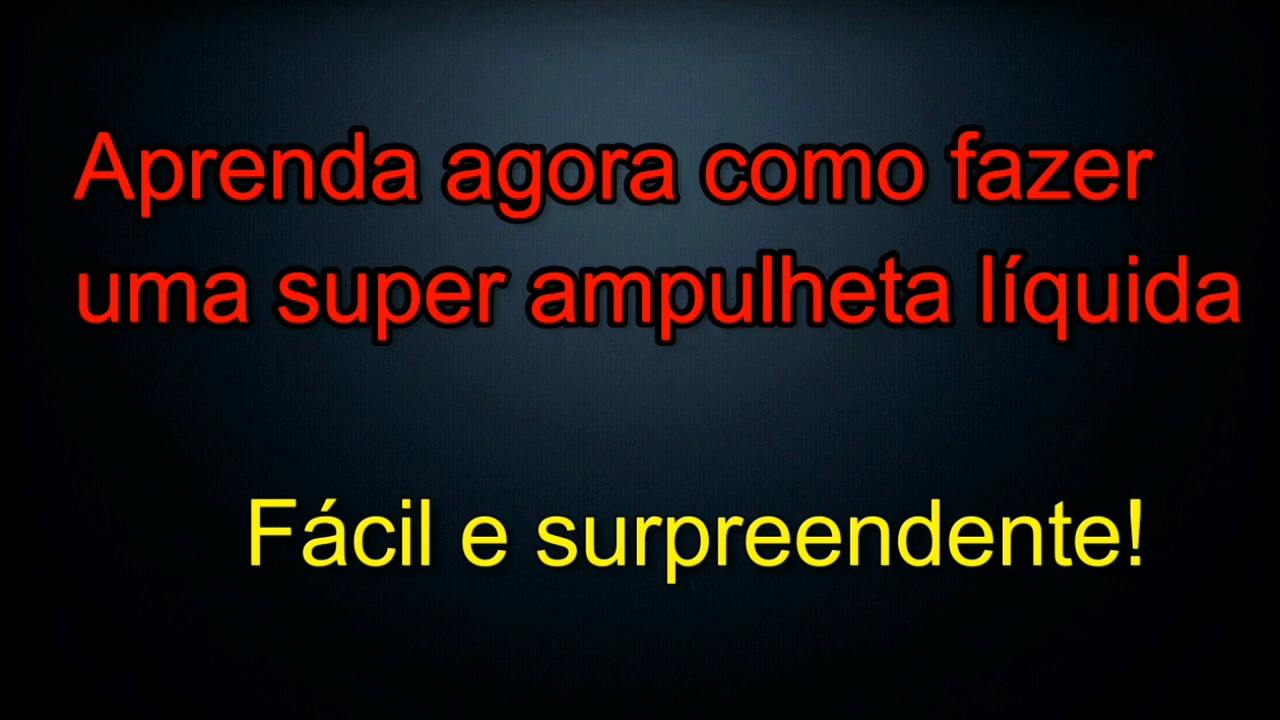 Aprenda agora como fazer
uma super ampulheta líquida
Fácil e surpreendente!